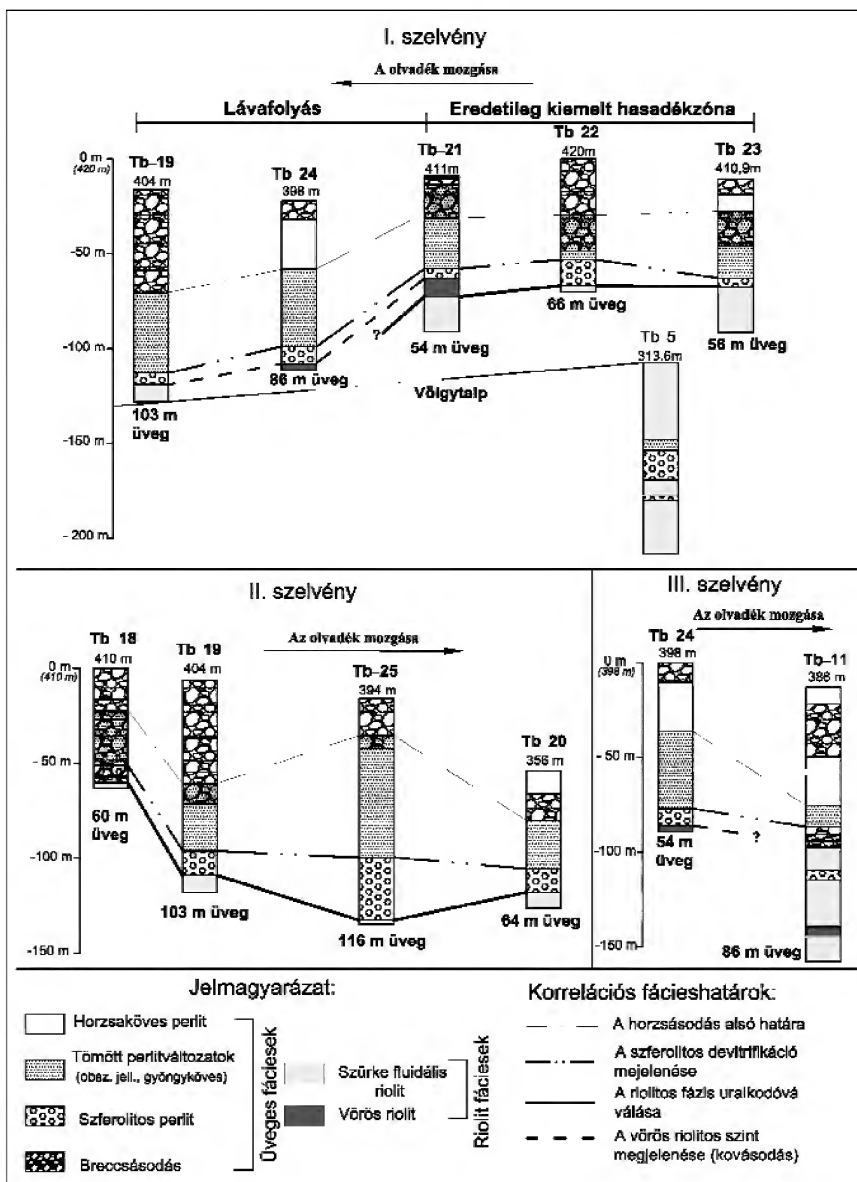 I. szelvény
A olvadék mozgása
Lávafolyás
Eredetileg kiemelt hasadékzóna
0 m
(420 m)
-50 m
-100 m
-150 m
- 200 m
Tb–19
404 m
Tb 24
398 m
Tb–21
411m
Tb 22
420m
Tb 23
410,9m
?
103 m
üveg
86 m üveg
54 m üveg
66 m üveg
56 m üveg
Tb 5
313.6m
Völgytalp
II. szelvény
Az olvadék mozgása
0 m
(410 m)
- 50 m
-100 m
-150 m
Tb 18
410 m
Tb 19
404 m
Tb–25
394 m
Tb 20
356 m
60 m
üveg
103 m üveg
116 m üveg
64 m üveg
III. szelvény
Az olvadék mozgása
0 m
(398 m)
- 50 m
-100 m
-150 m
Tb 24
398 m
Tb–11
386 m
?
54 m
üveg
86 m üveg
Jelmagyarázat:
Horzsaköves perlit
Tömött perlitváltozatok
(obsz. jell., gyöngyköves)
Szferolitos perlit
Breccsásodás
Üveges fáciesek
Szürke fluidális
riolit
Vörös riolit
Riolit fáciesek
Korrelációs fácieshatárok:
A horzsásodás alsó
határa
A szferolitos devitrifikáció
mejelenése
A riolitos fázis uralkodóvá
válása
A vörös riolitos szint
megjelenése (kovásodás)